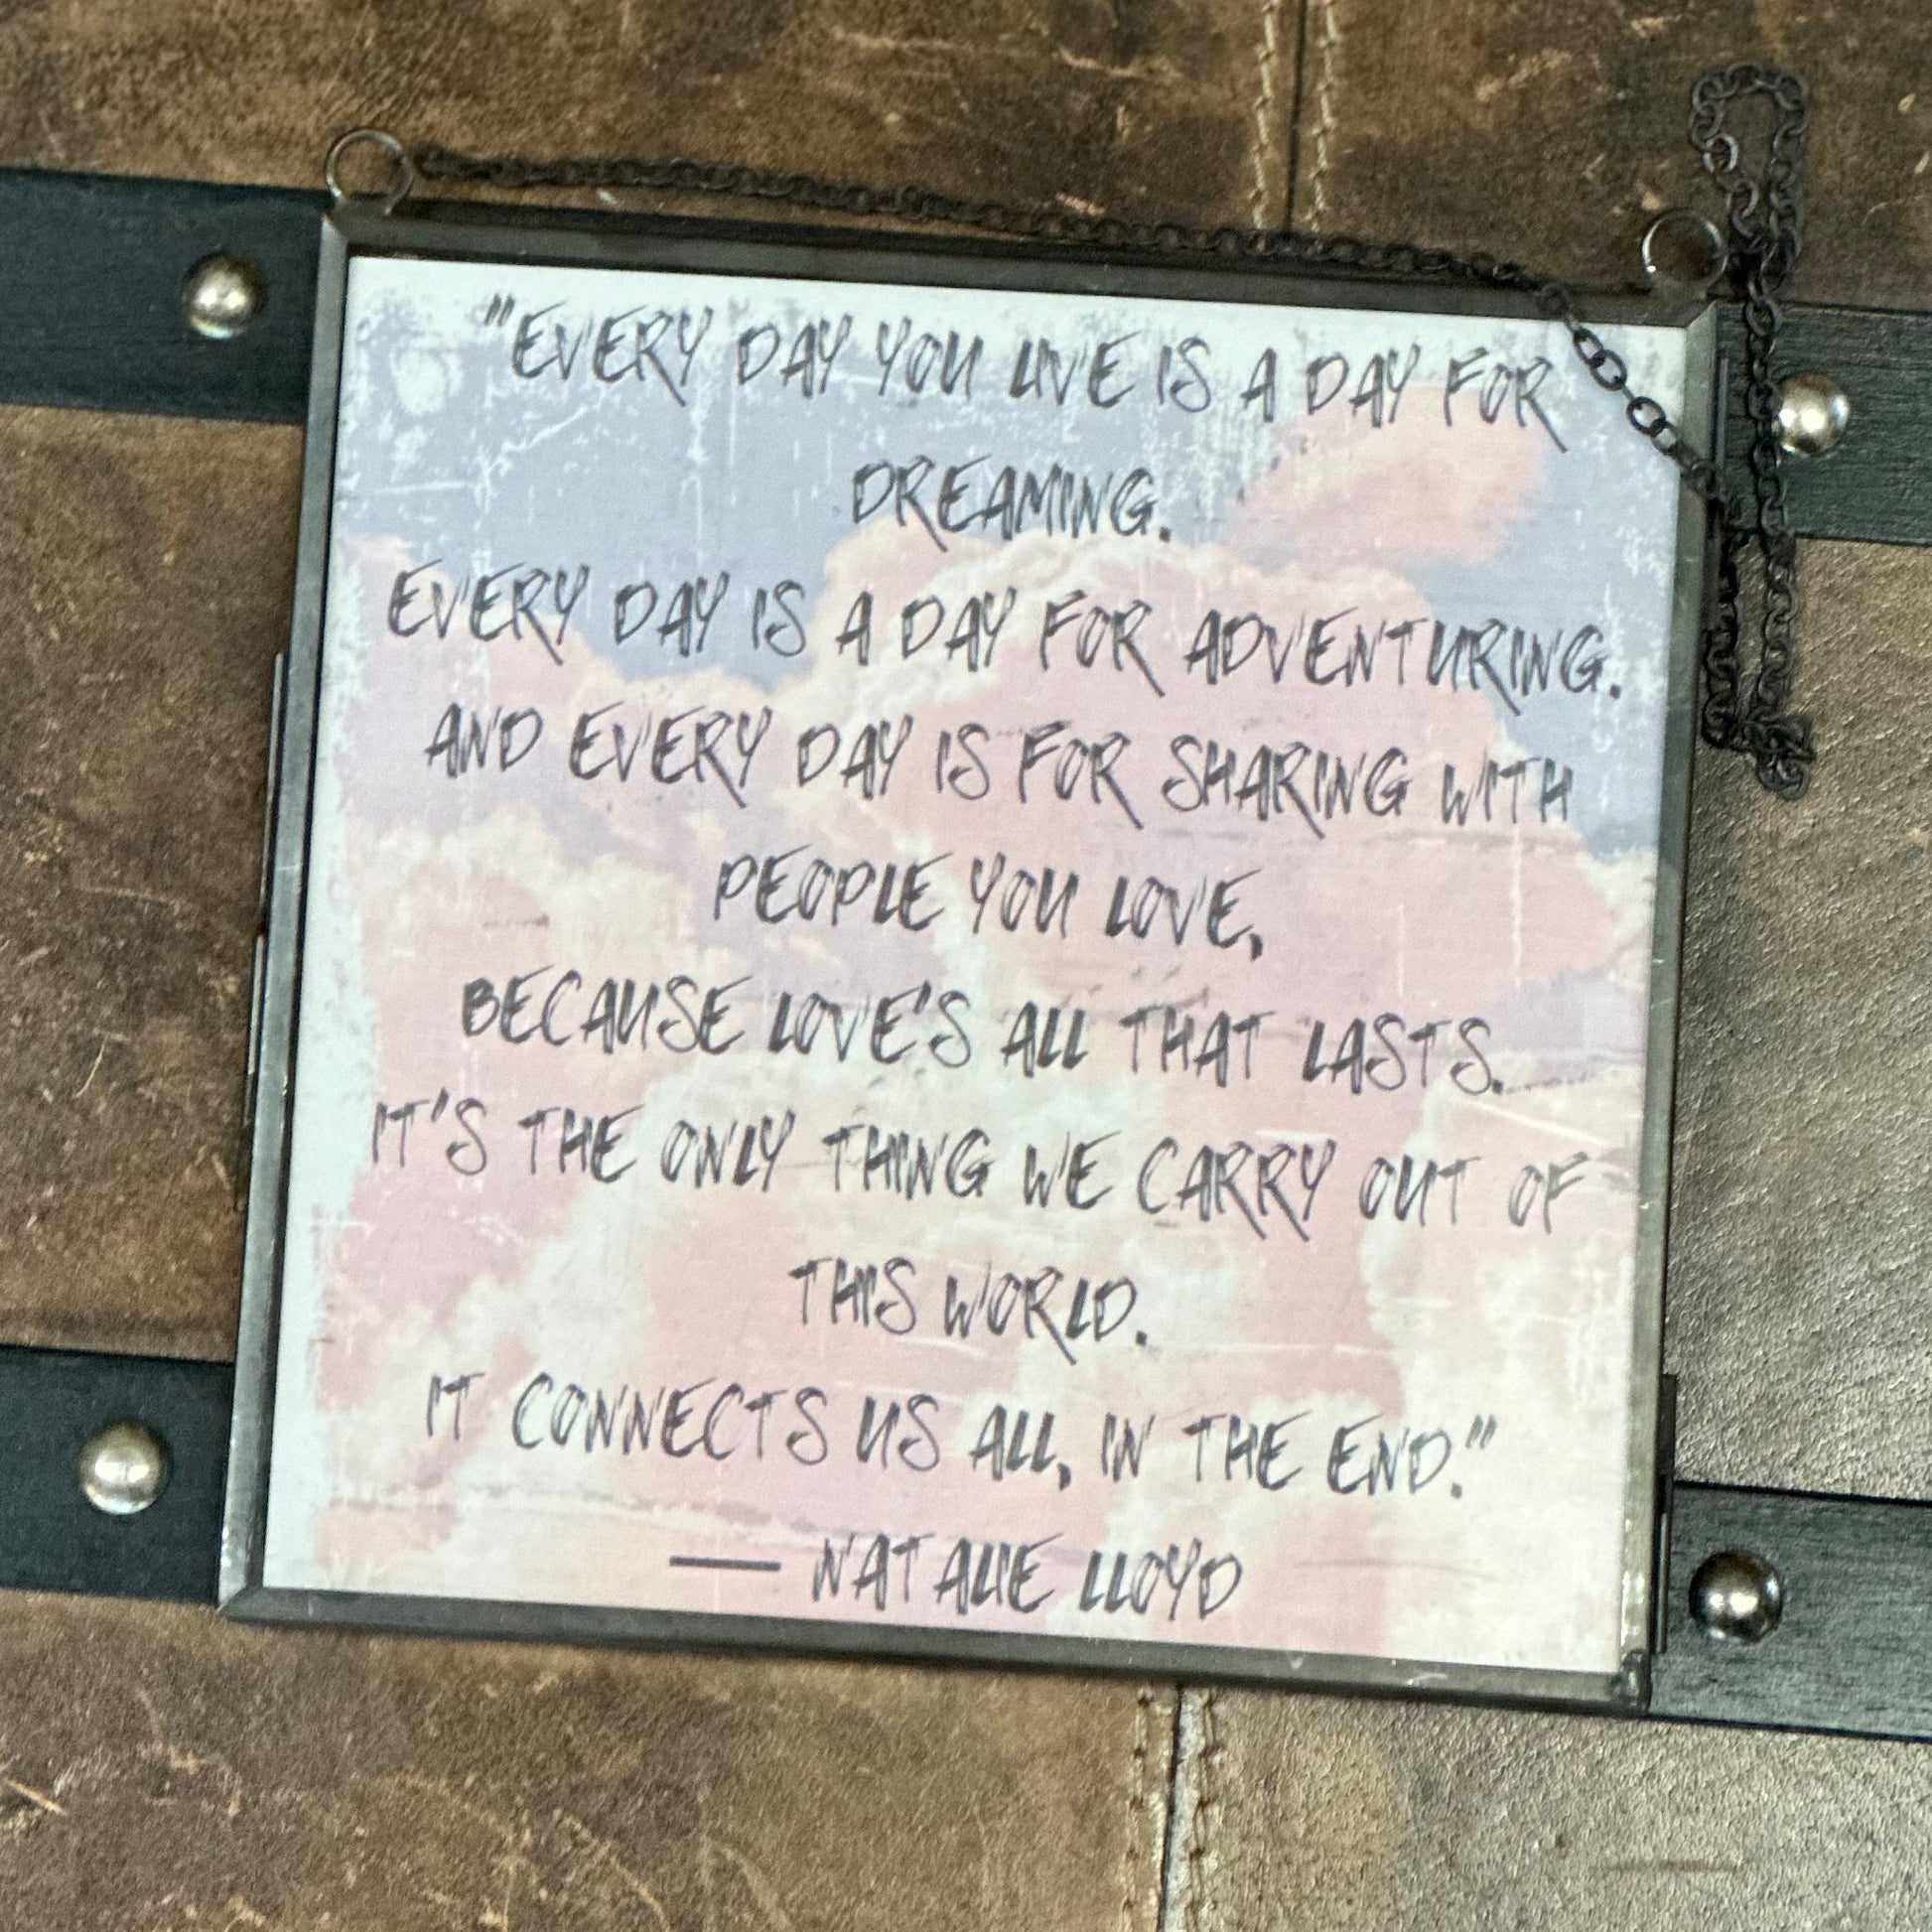 "EVERY DAY YOU LIVE IS A DAY FOR
DREAMING.
EVERY DAY IS A DAY FOR ADVENTURING.
AND EVERY DAY IS FOR SHARING WITH
PEOPLE YOU LOVE,
BECAUSE LOVE'S ALL THAT LASTS.
IT'S THE ONLY THING WE CARRY OUT OF
THIS WORLD.
IT CONNECTS US ALL, IN THE END."
— NATALIE LLOYD